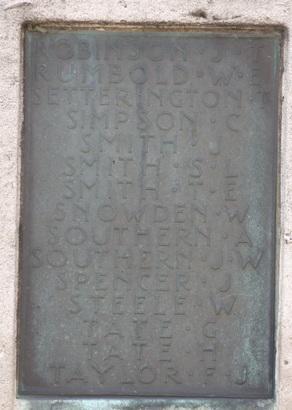 ROBINSON · J · T
RUMBOLD · W · E
SETTERINGTON · T
SIMPSON · C
SMITH · J
SMITH · S · L
SMITH · T · E
SNOWDEN · W
SOUTHERN · A
SOUTHERN · J · W
SPENCER · J
STEELE · W
TATE · G
TATE · H
TAYLOR · F · J